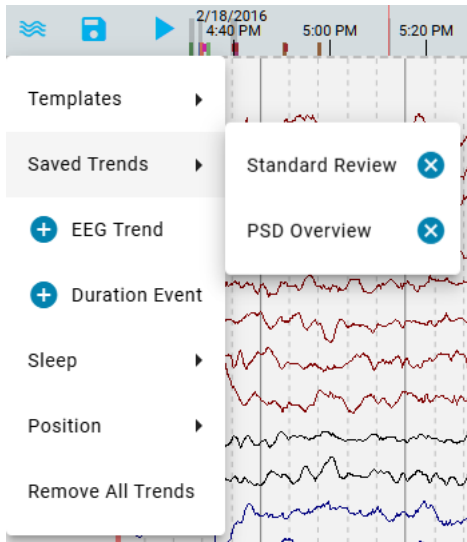 2/18/2016
4:40 PM 5:00 PM 5:20 PM
Templates
Saved Trends
Standard Review
EEG Trend
PSD Overview
Duration Event
Sleep
Position
Remove All Trends